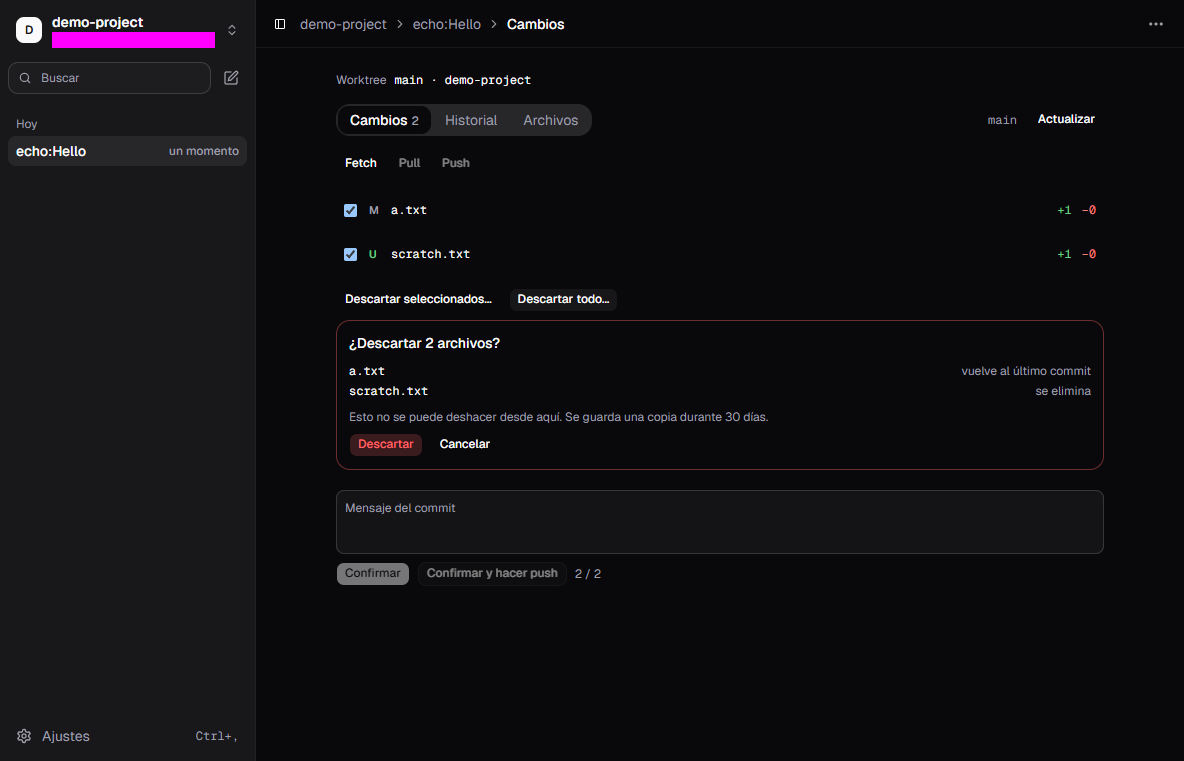 D
demo-project
Buscar
Hoy
echo:Hello un momento
Ajustes Ctrl+,
demo-project > echo:Hello > Cambios
Worktree main · demo-project
Cambios 2 Historial Archivos main Actualizar
Fetch Pull Push
M a.txt +1 −0
U scratch.txt +1 −0
Descartar seleccionados… Descartar todo…
¿Descartar 2 archivos?
a.txt vuelve al último commit
scratch.txt se elimina
Esto no se puede deshacer desde aquí. Se guarda una copia durante 30 días.
Descartar Cancelar
Mensaje del commit
Confirmar Confirmar y hacer push 2 / 2